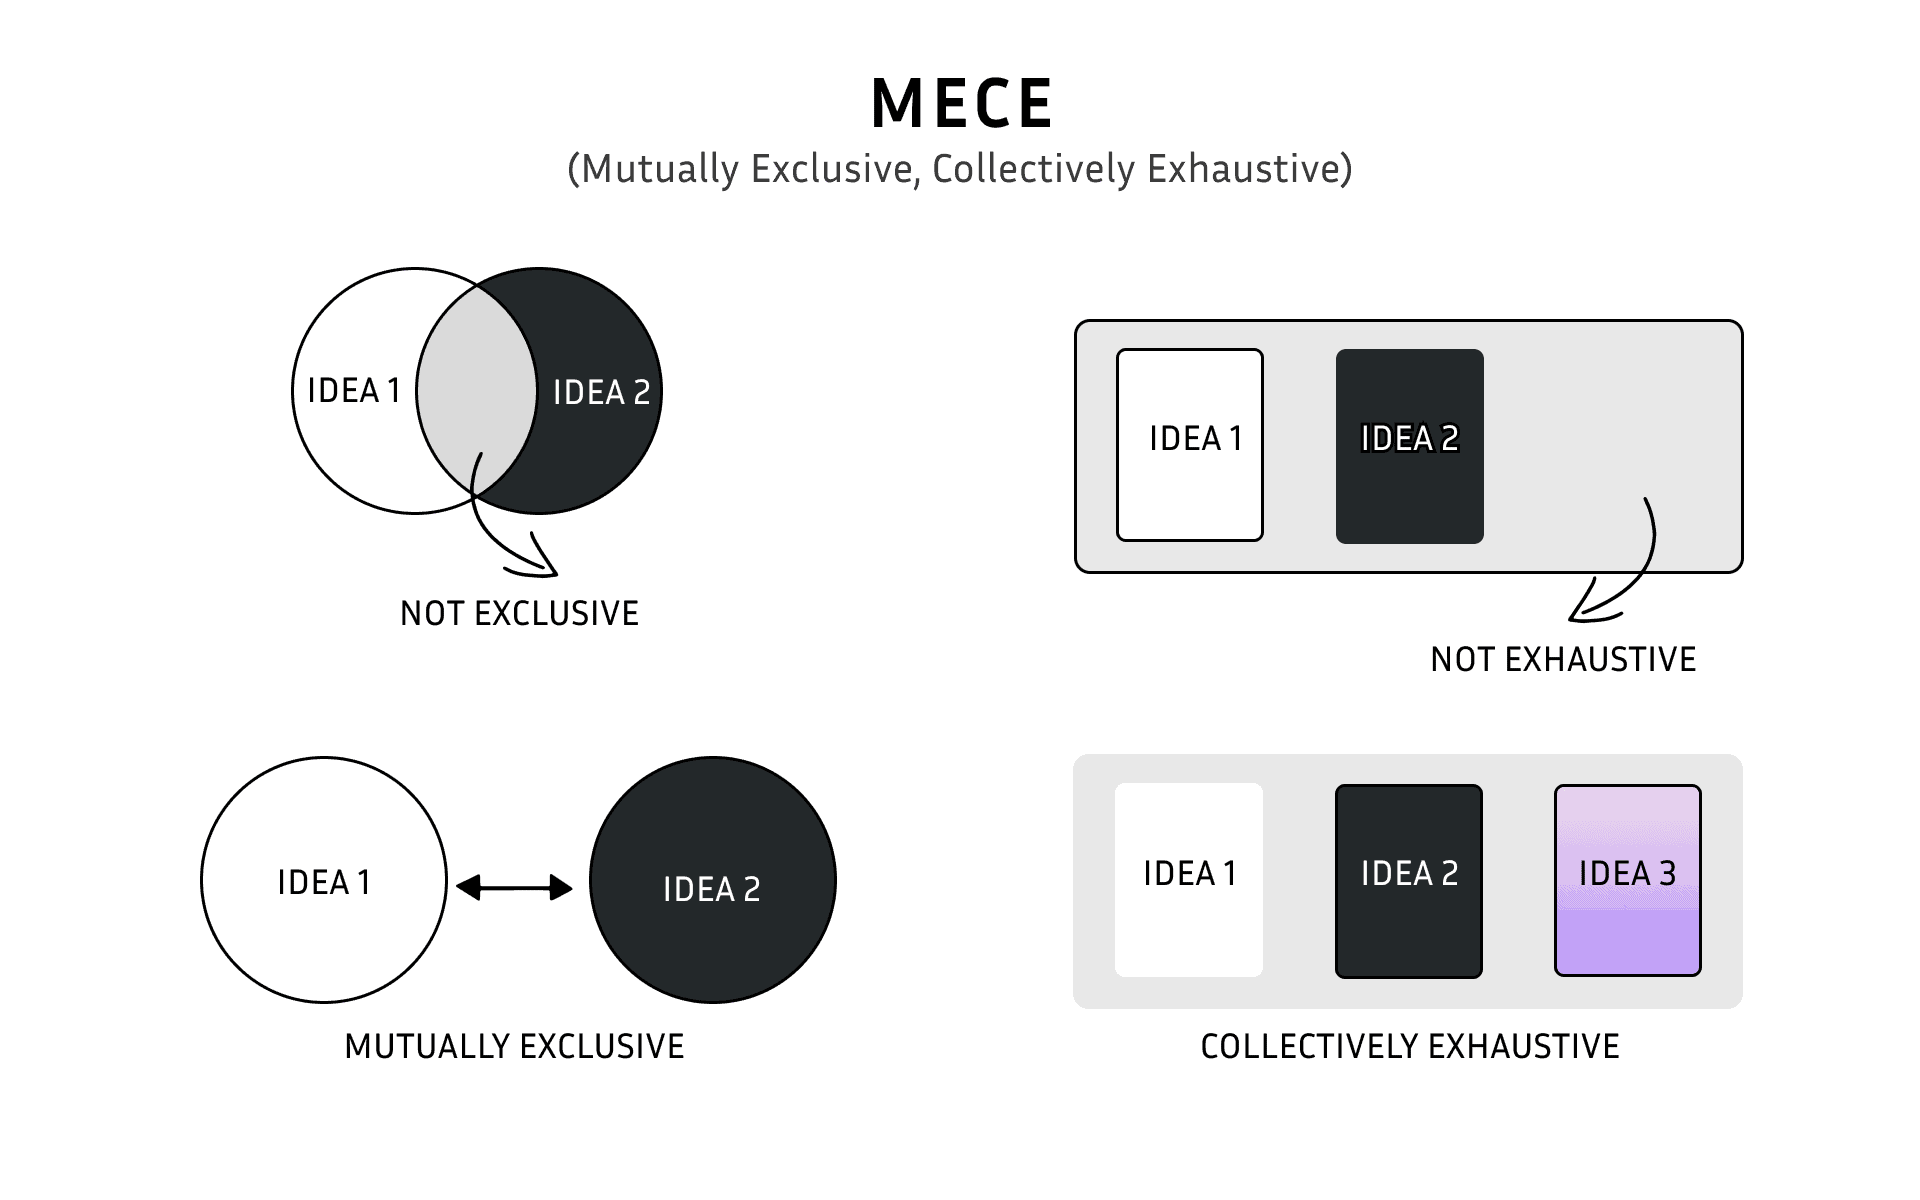 MECE
(Mutually Exclusive, Collectively Exhaustive)
IDEA 1
IDEA 2
NOT EXCLUSIVE
IDEA 1
IDEA 2
NOT EXHAUSTIVE
IDEA 1
IDEA 2
MUTUALLY EXCLUSIVE
IDEA 1
IDEA 2
IDEA 3
COLLECTIVELY EXHAUSTIVE